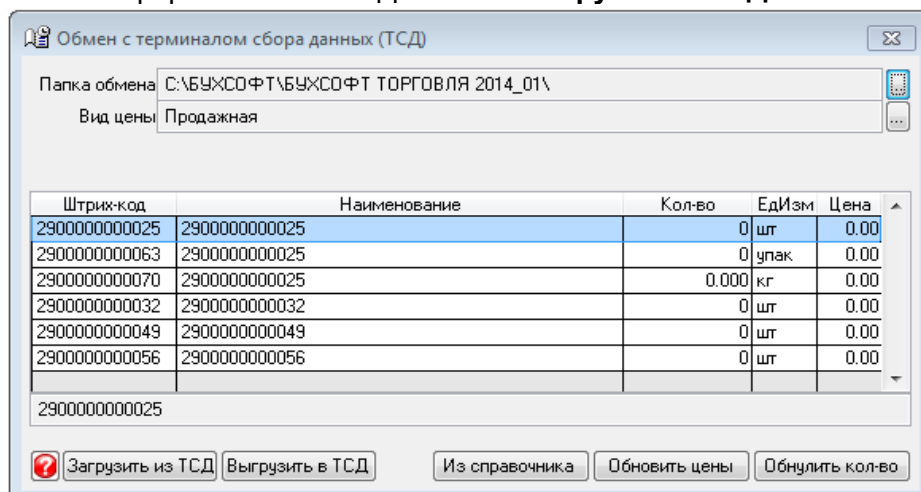 Обмен с терминалом сбора данных (ТСД)
Папка обмена C:\БУХСОФТ\БУХСОФТ ТОРГОВЛЯ 2014_01\ ...
Вид цены Продажная ...
Штрих-код Наименование Кол-во ЕдИзм Цена
2900000000025 2900000000025 0 шт 0.00
2900000000063 2900000000025 0 упак 0.00
2900000000070 2900000000025 0.000 кг 0.00
2900000000032 2900000000032 0 шт 0.00
2900000000049 2900000000049 0 шт 0.00
2900000000056 2900000000056 0 шт 0.00
2900000000025
? Загрузить из ТСД Выгрузить в ТСД Из справочника Обновить цены Обнулить кол-во